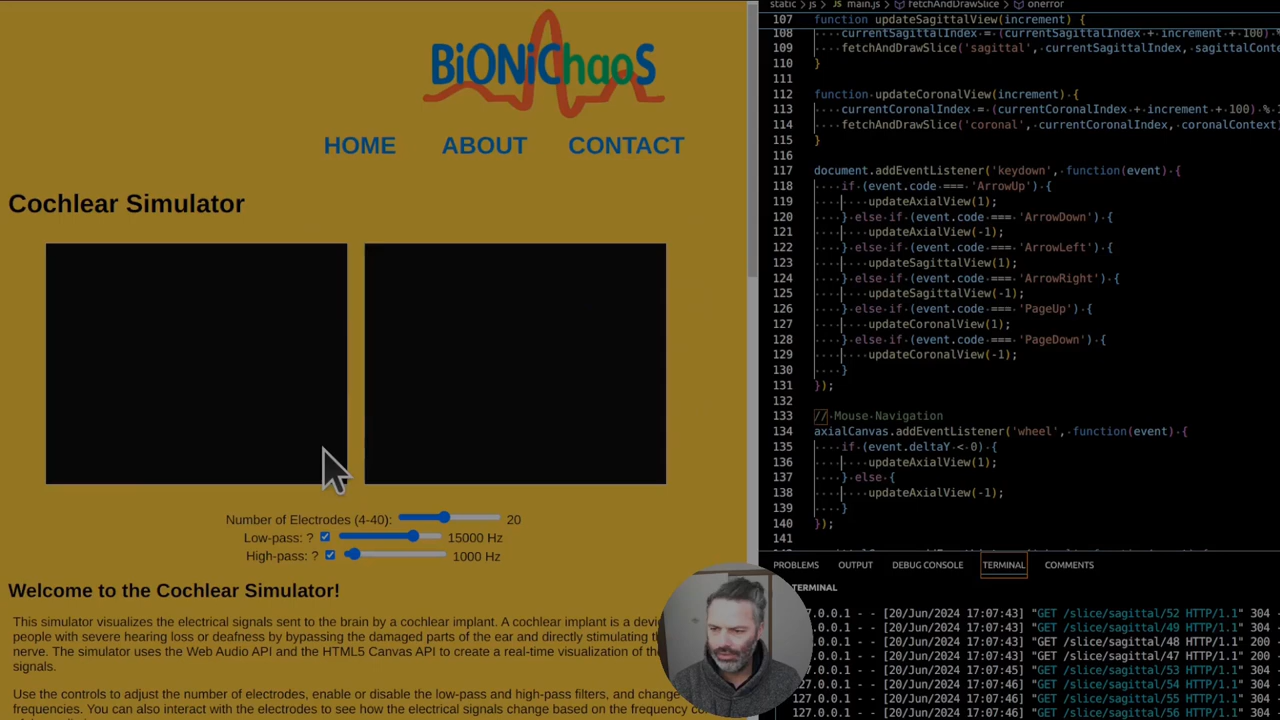 BiONiChaoS
HOME ABOUT CONTACT
Cochlear Simulator
Number of Electrodes (4-40): 20
Low-pass: ? 15000 Hz
High-pass: ? 1000 Hz
Welcome to the Cochlear Simulator!
This simulator visualizes the electrical signals sent to the brain by a cochlear implant. A cochlear implant is a
people with severe hearing loss or deafness by bypassing the damaged parts of the ear and directly stimulating
nerve. The simulator uses the Web Audio API and the HTML5 Canvas API to create a real-time visualization of
signals.
Use the controls to adjust the number of electrodes, enable or disable the low-pass and high-pass filters, and change
frequencies. You can also interact with the electrodes to see how the electrical signals change based on the frequency
static > js > JS main.js > fetchAndDrawSlice > onerror
107 function updateSagittalView(increment) {
108 currentSagittalIndex = (currentSagittalIndex + increment + 100) %
109 fetchAndDrawSlice('sagittal', currentSagittalIndex,
110 }
111
112 function updateCoronalView(increment) {
113 currentCoronalIndex = (currentCoronalIndex + increment + 100) %
114 fetchAndDrawSlice('coronal', currentCoronalIndex, coronalContext
115 }
116
117 document.addEventListener('keydown', function(event) {
118 if (event.code === 'ArrowUp') {
119 updateAxialView(1);
120 } else if (event.code === 'ArrowDown') {
121 updateAxialView(-1);
122 } else if (event.code === 'ArrowLeft') {
123 updateSagittalView(1);
124 } else if (event.code === 'ArrowRight') {
125 updateSagittalView(-1);
126 } else if (event.code === 'PageUp') {
127 updateCoronalView(1);
128 } else if (event.code === 'PageDown') {
129 updateCoronalView(-1);
130 }
131 });
132
133 // Mouse Navigation
134 axialCanvas.addEventListener('wheel', function(event) {
135 if (event.deltaY < 0) {
136 updateAxialView(1);
137 } else {
138 updateAxialView(-1);
139 }
140 });
141
PROBLEMS OUTPUT DEBUG CONSOLE TERMINAL COMMENTS
TERMINAL
127.0.0.1 - - [20/Jun/2024 17:07:43] "GET /slice/sagittal/52 HTTP/1.1" 304 -
127.0.0.1 - - [20/Jun/2024 17:07:43] "GET /slice/sagittal/49 HTTP/1.1" 304 -
127.0.0.1 - - [20/Jun/2024 17:07:43] "GET /slice/sagittal/48 HTTP/1.1" 200 -
127.0.0.1 - - [20/Jun/2024 17:07:43] "GET /slice/sagittal/47 HTTP/1.1" 200 -
127.0.0.1 - - [20/Jun/2024 17:07:45] "GET /slice/sagittal/53 HTTP/1.1" 304 -
127.0.0.1 - - [20/Jun/2024 17:07:46] "GET /slice/sagittal/54 HTTP/1.1" 304 -
127.0.0.1 - - [20/Jun/2024 17:07:46] "GET /slice/sagittal/55 HTTP/1.1" 304 -
127.0.0.1 - - [20/Jun/2024 17:07:46] "GET /slice/sagittal/56 HTTP/1.1" 304 -